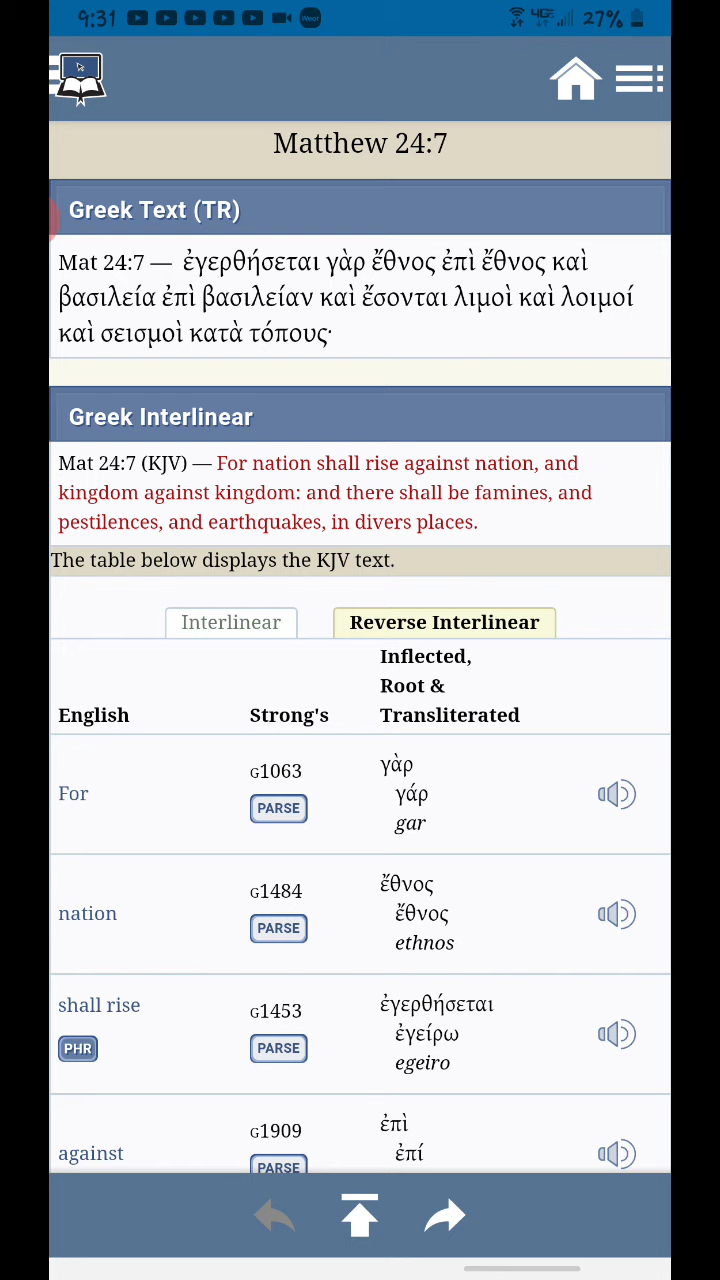 9:31
Wear
4GE
27%
Matthew 24:7
Greek Text (TR)
Mat 24:7 — ἐγερθήσεται γὰρ ἔθνος ἐπὶ ἔθνος καὶ
βασιλεία ἐπὶ βασιλείαν καὶ ἔσονται λιμοὶ καὶ λοιμοί
καὶ σεισμοὶ κατὰ τόπους·
Greek Interlinear
Mat 24:7 (KJV) — For nation shall rise against nation, and
kingdom against kingdom: and there shall be famines, and
pestilences, and earthquakes, in divers places.
The table below displays the KJV text.
Interlinear
Reverse Interlinear
English
Strong's
Inflected,
Root &
Transliterated
For
G1063
PARSE
γὰρ
γάρ
gar
nation
G1484
PARSE
ἔθνος
ἔθνος
ethnos
shall rise
PHR
G1453
PARSE
ἐγερθήσεται
ἐγείρω
egeiro
against
G1909
PARSE
ἐπὶ
ἐπί